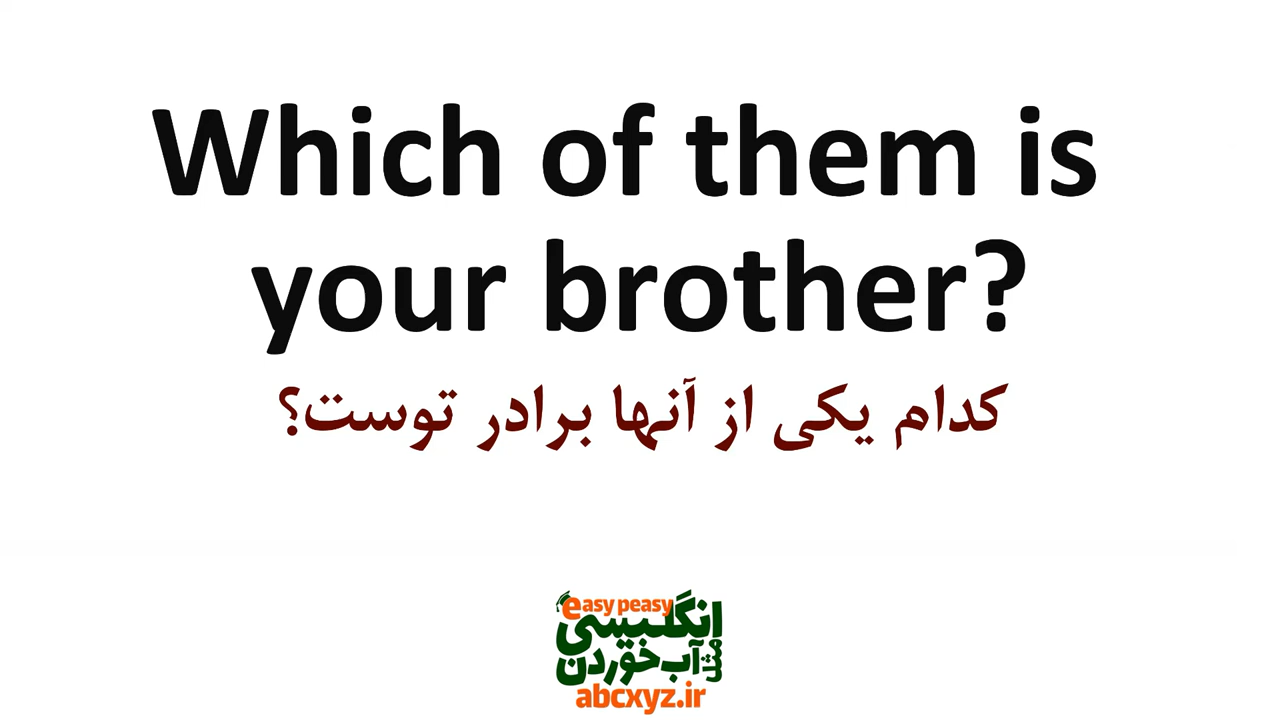 Which of them is
your brother?
کدام یکی از آنها برادر توست؟
easy peasy
انگلیسی
مثل آب خوردن
abcxyz.ir